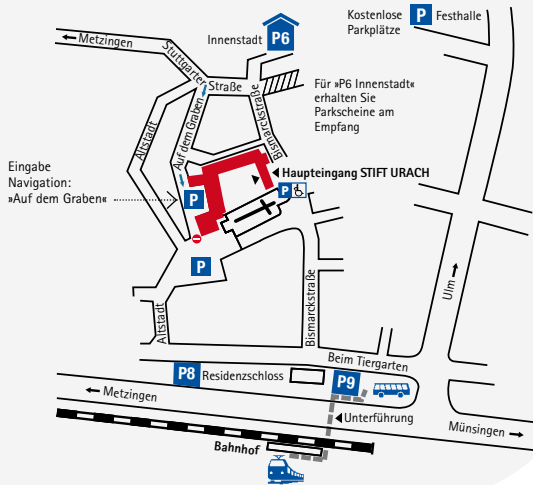 Metzingen
Stuttgarter
Straße
Innenstadt
P6
Kostenlose
Parkplätze
P
Festhalle
Für »P6 Innenstadt«
erhalten Sie
Parkscheine am
Empfang
Altstadt
Auf dem Graben
Bismarckstraße
Haupteingang STIFT URACH
P
Eingabe
Navigation:
»Auf dem Graben«
P
P
Altstadt
Bismarckstraße
Ulm
Beim Tiergarten
P8
Residenzschloss
P9
Metzingen
Unterführung
Münsingen
Bahnhof